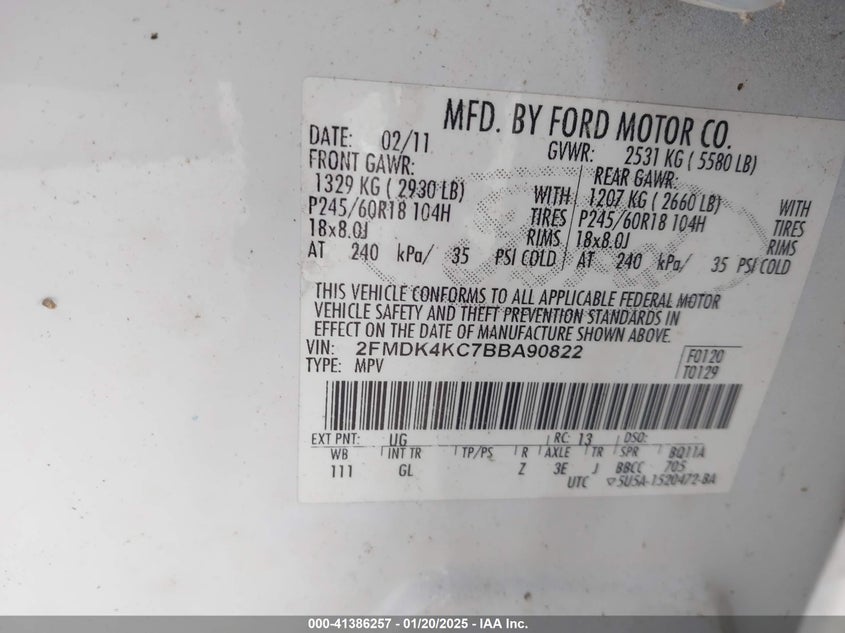 MFD. BY FORD MOTOR CO.
DATE: 02/11 GVWR: 2531 KG ( 5580 LB)
FRONT GAWR: REAR GAWR:
1329 KG ( 2930 LB) WITH 1207 KG ( 2660 LB) WITH
P245/60R18 104H TIRES P245/60R18 104H TIRES
18x8.0J RIMS 18x8.0J RIMS
AT 240 kPa/ 35 PSI COLD AT 240 kPa/ 35 PSI COLD
THIS VEHICLE CONFORMS TO ALL APPLICABLE FEDERAL MOTOR
VEHICLE SAFETY AND THEFT PREVENTION STANDARDS IN
EFFECT ON THE DATE OF MANUFACTURE SHOWN ABOVE.
VIN: 2FMDK4KC7BBA90822 F0120
TYPE: MPV T0129
EXT PNT: UG RC: 13 DSO:
WB INT TR TP/PS R AXLE TR SPR BQ11A
111 GL Z 3E J BBCC 705
UTC ▽5U5A-1520472-BA
000-41386257 - 01/20/2025 - IAA Inc.